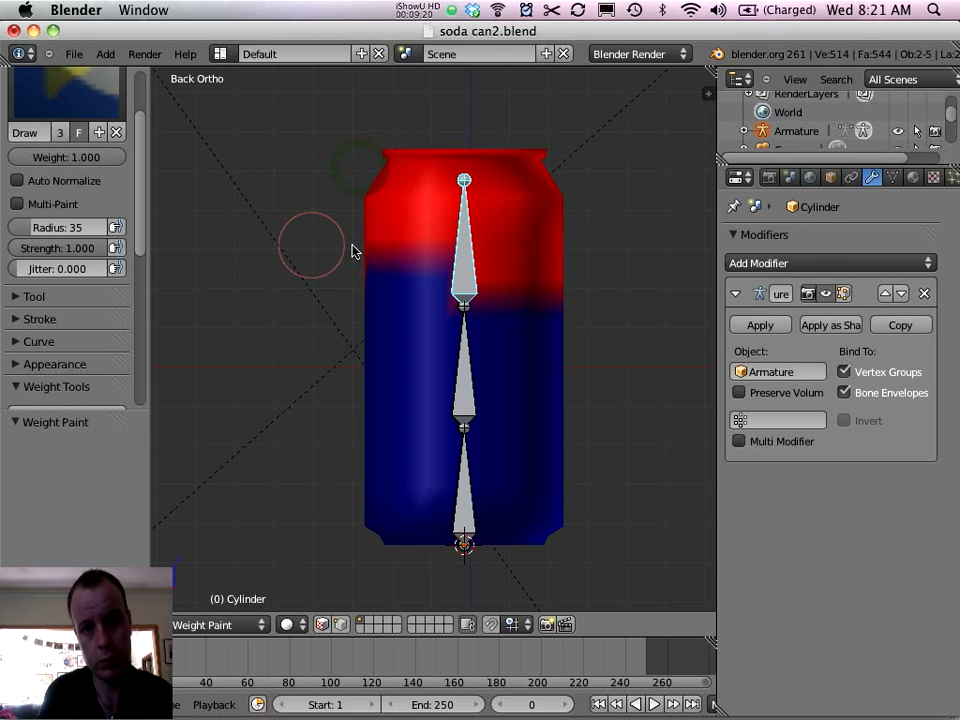 Blender Window iShowU HD 00:09:20 (Charged) Wed 8:21 AM
soda can2.blend
File Add Render Help Default Scene Blender Render blender.org 261 | Ve:514 | Fa:544 | Ob:2-5 | La:2
Back Ortho
View Search All Scenes
RenderLayers
World
Armature
Draw 3 F
Weight: 1.000
Auto Normalize
Multi-Paint
Radius: 35
Strength: 1.000
Jitter: 0.000
Tool
Stroke
Curve
Appearance
Weight Tools
Weight Paint
Cylinder
Modifiers
Add Modifier
ure
Apply Apply as Sha Copy
Object: Bind To:
Armature Vertex Groups
Preserve Volum Bone Envelopes
Invert
Multi Modifier
(0) Cylinder
Weight Paint
40 60 80 100 120 140 160 180 200 220 240 260
Playback Start: 1 End: 250 0